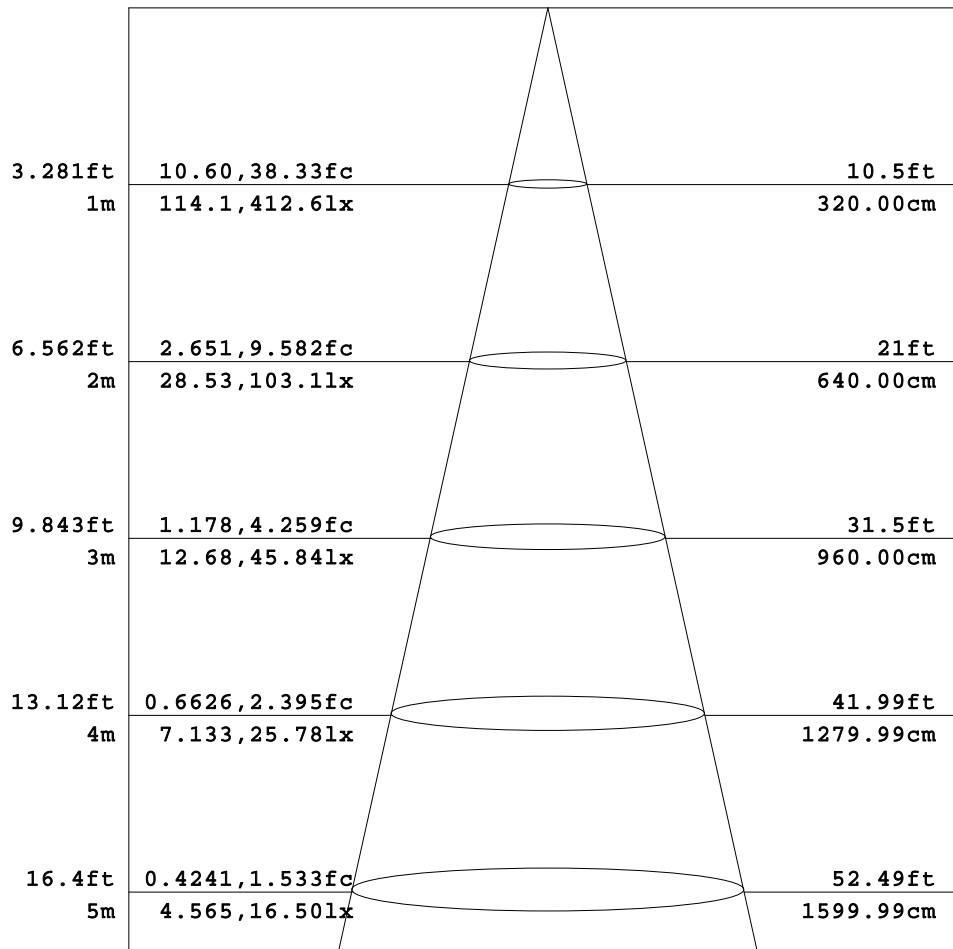 3.281ft 10.60,38.33fc 10.5ft
1m 114.1,412.6lx 320.00cm
6.562ft 2.651,9.582fc 21ft
2m 28.53,103.1lx 640.00cm
9.843ft 1.178,4.259fc 31.5ft
3m 12.68,45.84lx 960.00cm
13.12ft 0.6626,2.395fc 41.99ft
4m 7.133,25.78lx 1279.99cm
16.4ft 0.4241,1.533fc 52.49ft
5m 4.565,16.50lx 1599.99cm